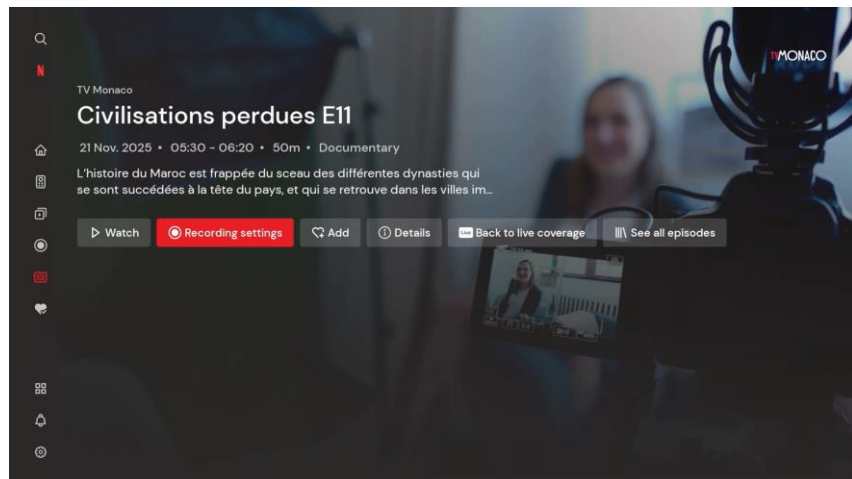 N
TVMONACO
TV Monaco
Civilisations perdues E11
21 Nov. 2025 • 05:30 - 06:20 • 50m • Documentary
L'histoire du Maroc est frappée du sceau des différentes dynasties qui
se sont succédées à la tête du pays, et qui se retrouve dans les villes im...
Watch
Recording settings
Add
Details
Live Back to live coverage
See all episodes